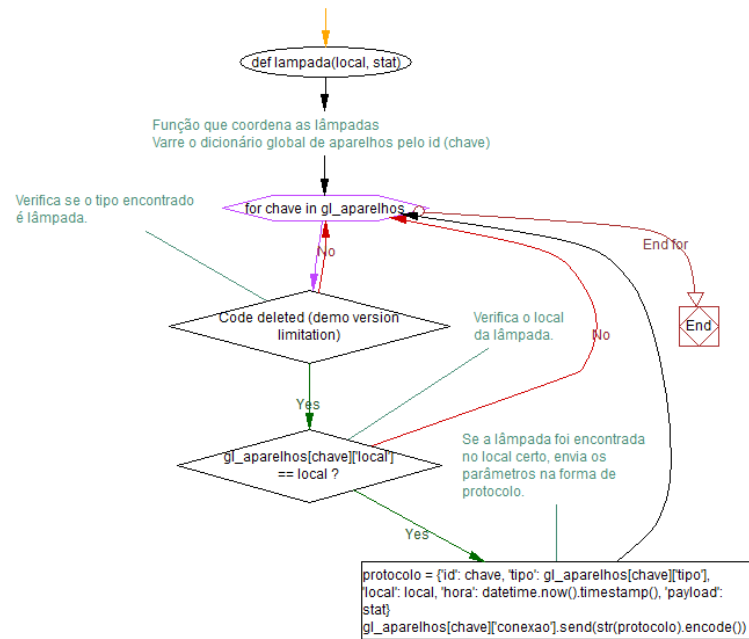 def lampada(local, stat)
Função que coordena as lâmpadas
Varre o dicionário global de aparelhos pelo id (chave)
Verifica se o tipo encontrado
é lâmpada.
for chave in gl_aparelhos
End for
No
End
Code deleted (demo version
limitation)
Verifica o local
da lâmpada.
No
Yes
gl_aparelhos[chave]['local']
== local ?
Se a lâmpada foi encontrada
no local certo, envia os
parâmetros na forma de
protocolo.
Yes
protocolo = {'id': chave, 'tipo': gl_aparelhos[chave]['tipo'],
'local': local, 'hora': datetime.now().timestamp(), 'payload':
stat}
gl_aparelhos[chave]['conexao'].send(str(protocolo).encode())